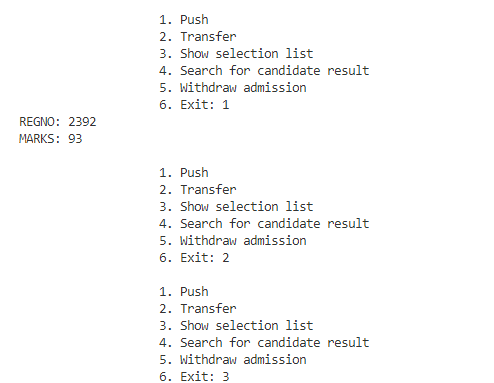 1. Push
2. Transfer
3. Show selection list
4. Search for candidate result
5. Withdraw admission
6. Exit: 1
REGNO: 2392
MARKS: 93
1. Push
2. Transfer
3. Show selection list
4. Search for candidate result
5. Withdraw admission
6. Exit: 2
1. Push
2. Transfer
3. Show selection list
4. Search for candidate result
5. Withdraw admission
6. Exit: 3